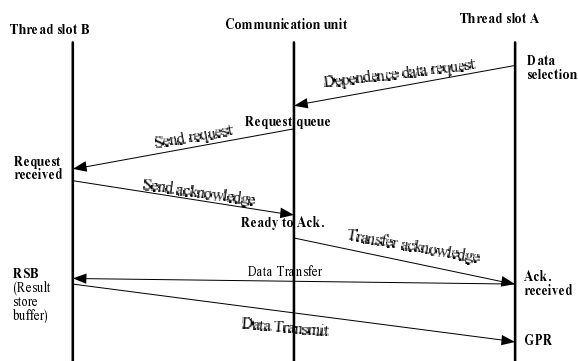 Thread slot B
Communication unit
Thread slot A
Dependence data request
Data
selection
Request queue
Send request
Request
received
Send acknowledge
Ready to Ack.
Transfer acknowledge
RSB
(Result
store
buffer)
Data Transfer
Ack.
received
Data Transmit
GPR